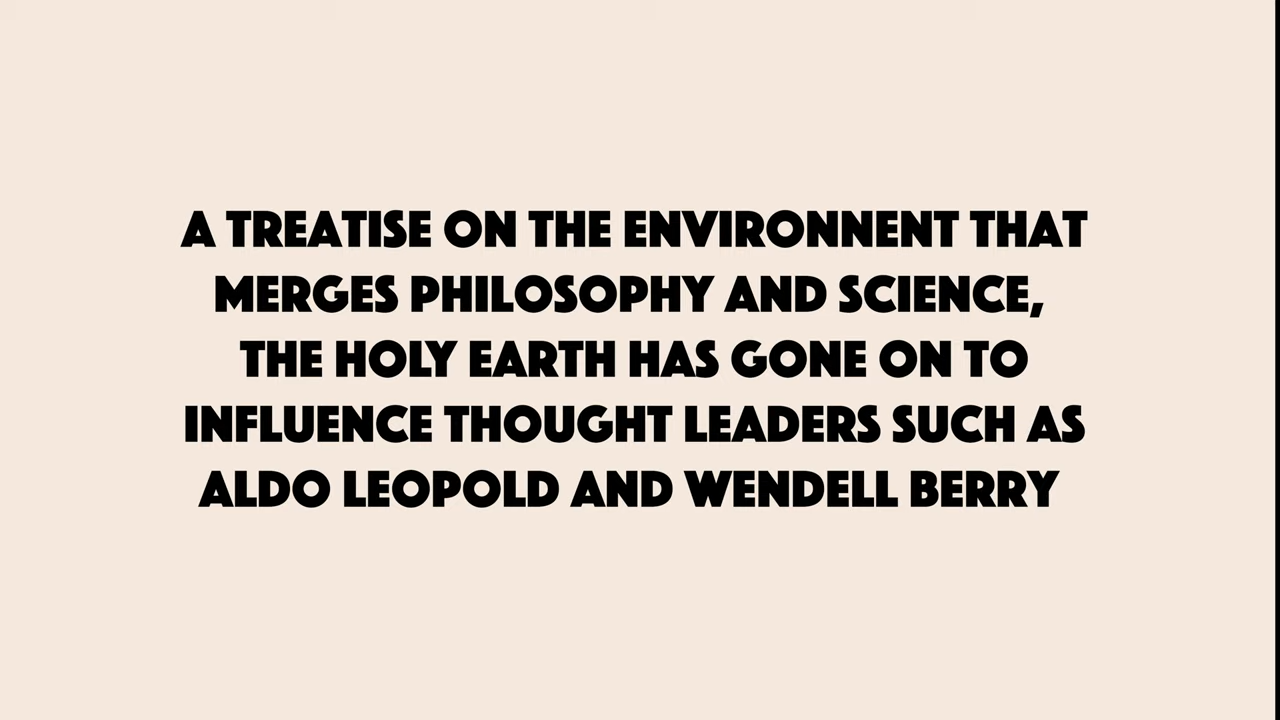 A TREATISE ON THE ENVIRONNENT THAT
MERGES PHILOSOPHY AND SCIENCE,
THE HOLY EARTH HAS GONE ON TO
INFLUENCE THOUGHT LEADERS SUCH AS
ALDO LEOPOLD AND WENDELL BERRY